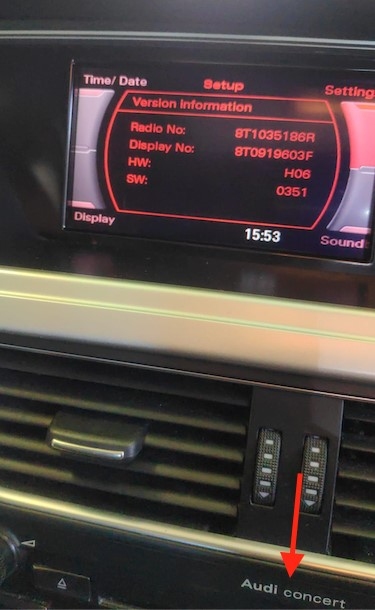 Time/ Date
Setup
Setting
Version information
Radio No: 8T1035186R
Display No: 8T0919603F
HW: H06
SW: 0351
Display
15:53
Sound
Audi concert